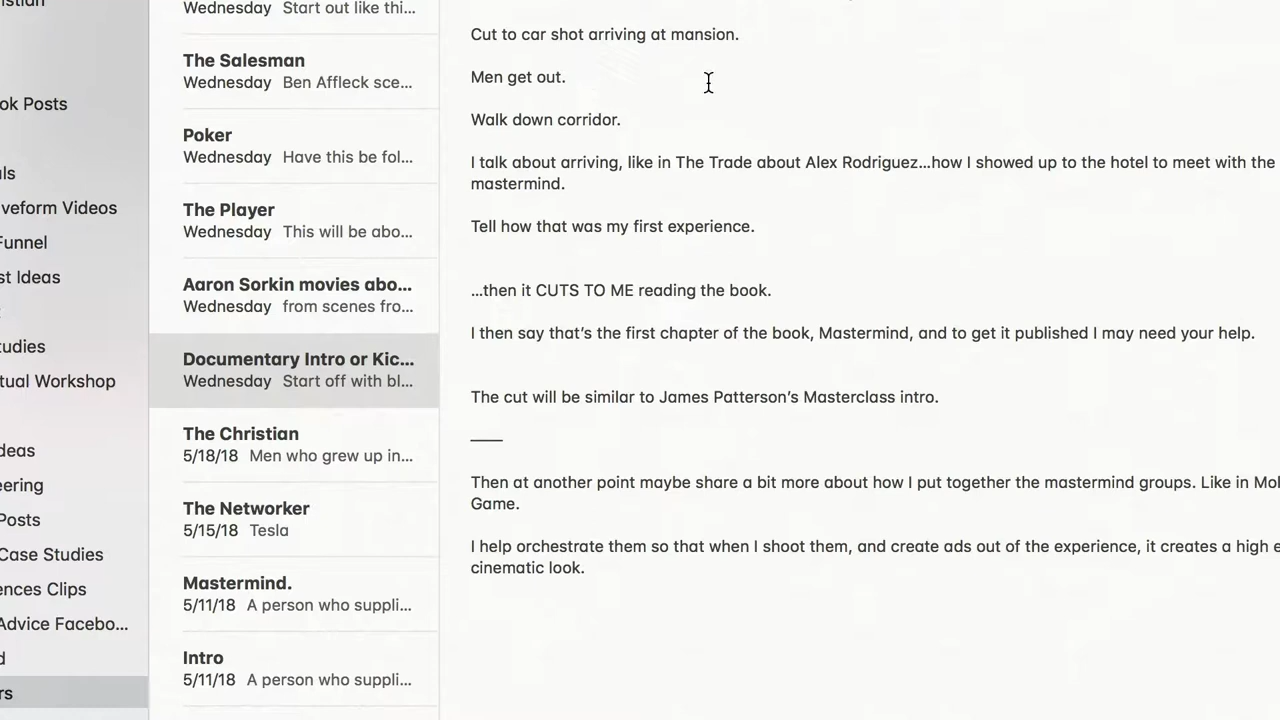 ok Posts
ls
veform Videos
Funnel
st Ideas
tudies
tual Workshop
deas
eering
Posts
Case Studies
ences Clips
Advice Facebo...
d
rs
Wednesday Start out like thi...
The Salesman
Wednesday Ben Affleck sce...
Poker
Wednesday Have this be fol...
The Player
Wednesday This will be abo...
Aaron Sorkin movies abo...
Wednesday from scenes fro...
Documentary Intro or Kic...
Wednesday Start off with bl...
The Christian
5/18/18 Men who grew up in...
The Networker
5/15/18 Tesla
Mastermind.
5/11/18 A person who suppli...
Intro
5/11/18 A person who suppli...
Cut to car shot arriving at mansion.
Men get out.
Walk down corridor.
I talk about arriving, like in The Trade about Alex Rodriguez...how I showed up to the hotel to meet with the
mastermind.
Tell how that was my first experience.
...then it CUTS TO ME reading the book.
I then say that's the first chapter of the book, Mastermind, and to get it published I may need your help.
The cut will be similar to James Patterson's Masterclass intro.
Then at another point maybe share a bit more about how I put together the mastermind groups. Like in Mol
Game.
I help orchestrate them so that when I shoot them, and create ads out of the experience, it creates a high e
cinematic look.